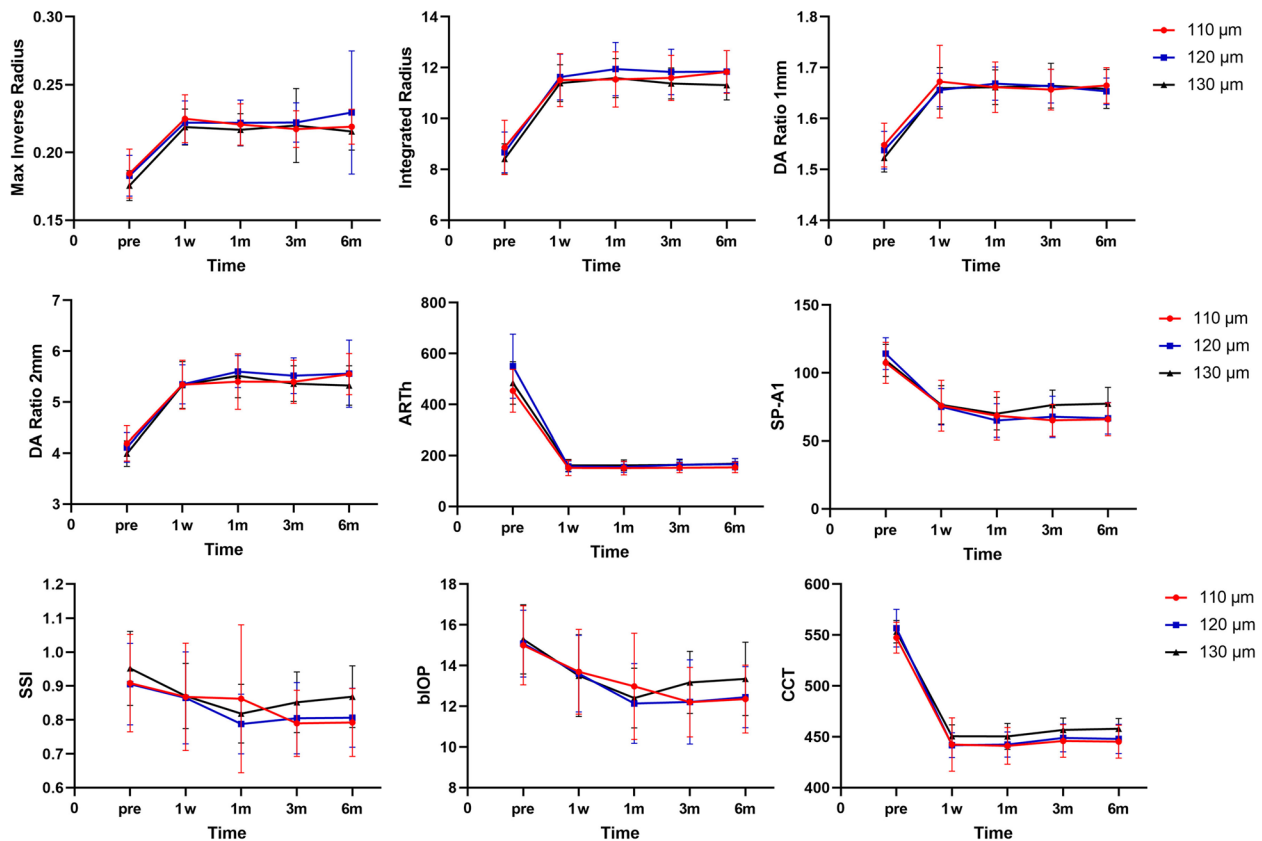 Max Inverse Radius
0.30
0.25
0.20
0.15
0 pre 1w 1m 3m 6m
Time
Integrated Radius
14
12
10
8
6
0 pre 1w 1m 3m 6m
Time
DA Ratio 1mm
1.8
1.7
1.6
1.5
1.4
0 pre 1w 1m 3m 6m
Time
110 µm
120 µm
130 µm
DA Ratio 2mm
7
6
5
4
3
0 pre 1w 1m 3m 6m
Time
ARTh
800
600
400
200
0
0 pre 1w 1m 3m 6m
Time
SP-A1
150
100
50
0
0 pre 1w 1m 3m 6m
Time
110 µm
120 µm
130 µm
SSI
1.2
1.1
1.0
0.9
0.8
0.7
0.6
0 pre 1w 1m 3m 6m
Time
bIOP
18
16
14
12
10
8
0 pre 1w 1m 3m 6m
Time
CCT
600
550
500
450
400
0 pre 1w 1m 3m 6m
Time
110 µm
120 µm
130 µm